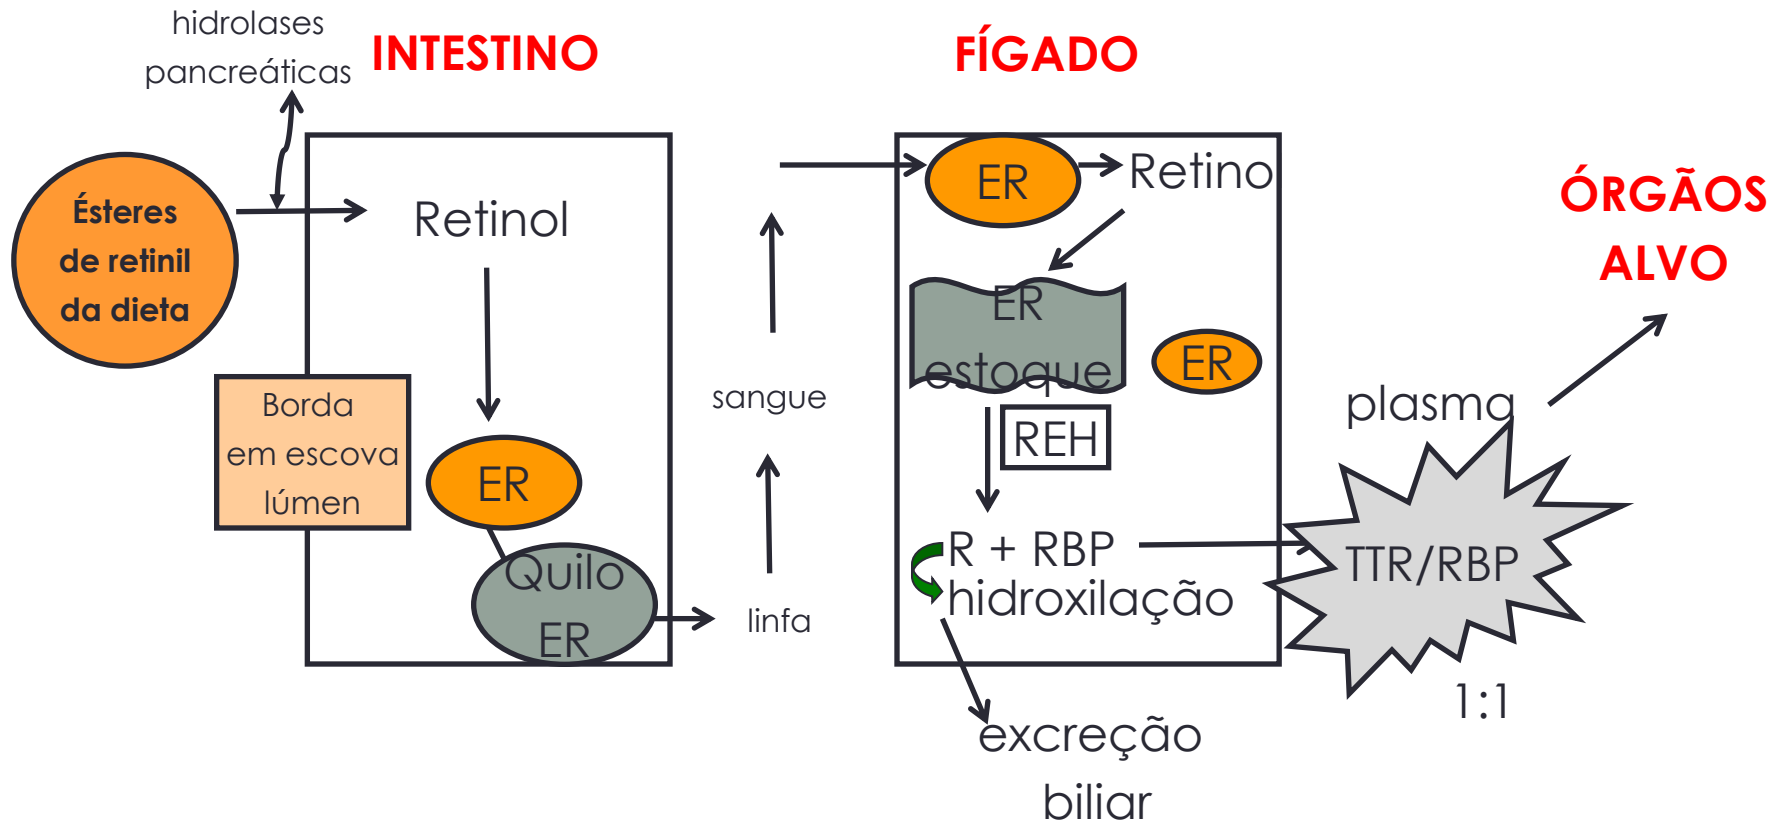 hidrolases
pancreáticas
INTESTINO
FÍGADO
Ésteres
de retinil
da dieta
Retinol
ER
Retino
ÓRGÃOS
ALVO
ER
estoque
ER
Borda
em escova
lúmen
sangue
REH
plasma
ER
Quilo
ER
linfa
R + RBP
hidroxilação
TTR/RBP
1:1
excreção
biliar